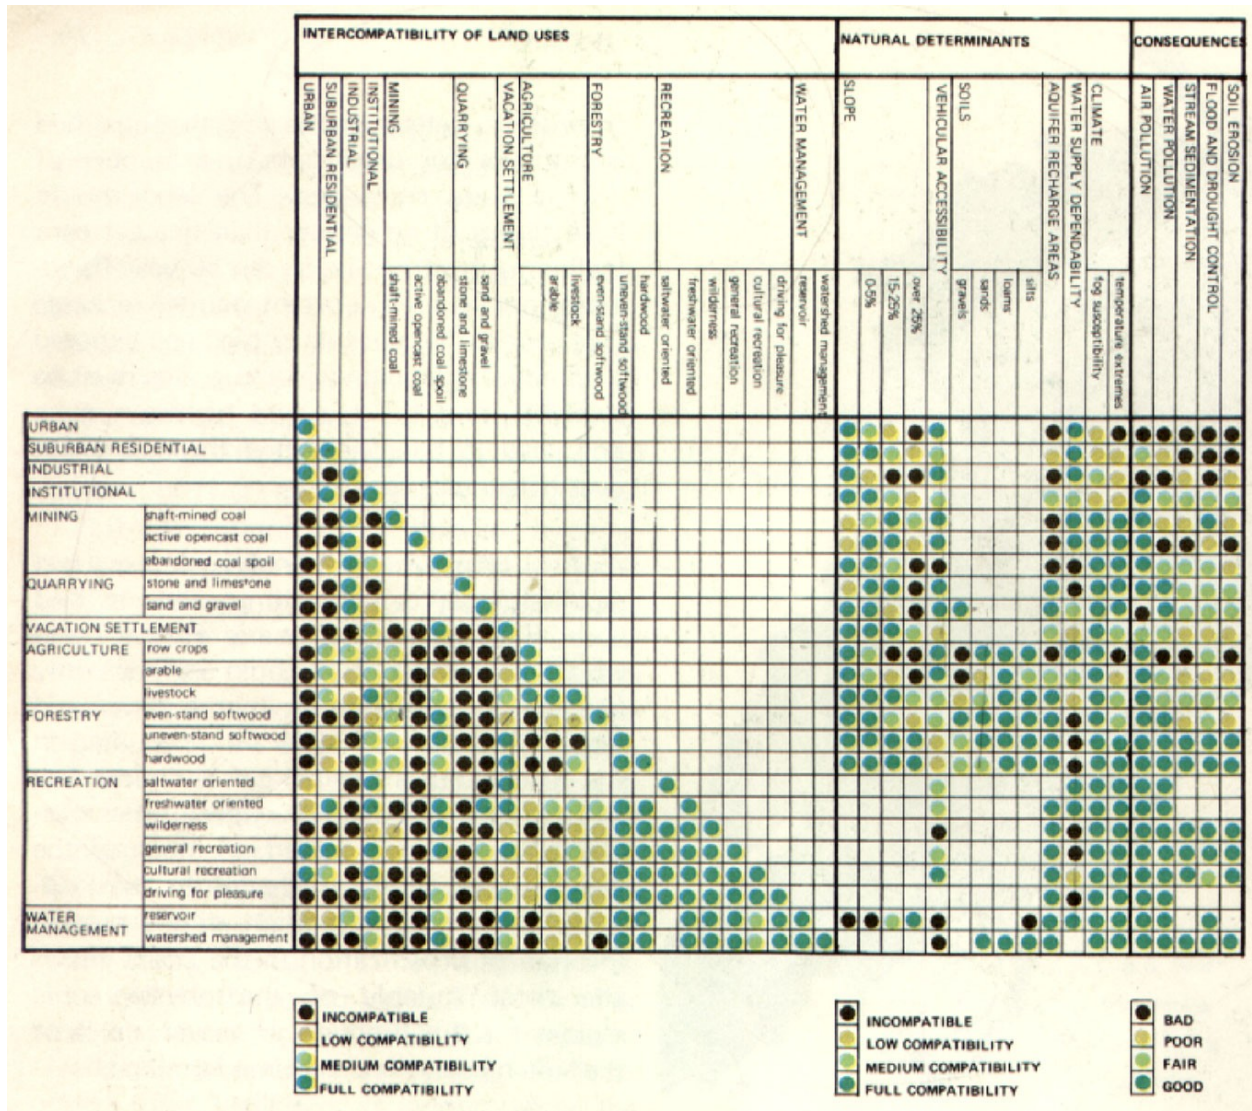 INTERCOMPATIBILITY OF LAND USES
NATURAL DETERMINANTS
CONSEQUENCES
URBAN
SUBURBAN RESIDENTIAL
INDUSTRIAL
INSTITUTIONAL
MINING
QUARRYING
VACATION SETTLEMENT
AGRICULTURE
FORESTRY
RECREATION
WATER MANAGEMENT
SLOPE
VEHICULAR ACCESSIBILITY
SOILS
AQUIFER RECHARGE AREAS
WATER SUPPLY DEPENDABILITY
CLIMATE
AIR POLLUTION
WATER POLLUTION
STREAM SEDIMENTATION
FLOOD AND DROUGHT CONTROL
SOIL EROSION
shaft-mined coal
active opencast coal
abandoned coal spoil
stone and limestone
sand and gravel
arable
livestock
even-stand softwood
uneven-stand softwood
hardwood
saltwater oriented
freshwater oriented
wilderness
general recreation
cultural recreation
driving for pleasure
reservoir
watershed management
0-5%
15-25%
over 25%
gravels
sands
loams
silts
fog susceptibility
temperature extremes
URBAN
SUBURBAN RESIDENTIAL
INDUSTRIAL
INSTITUTIONAL
MINING
shaft-mined coal
active opencast coal
abandoned coal spoil
QUARRYING
stone and limestone
sand and gravel
VACATION SETTLEMENT
AGRICULTURE
row crops
arable
livestock
FORESTRY
even-stand softwood
uneven-stand softwood
hardwood
RECREATION
saltwater oriented
freshwater oriented
wilderness
general recreation
cultural recreation
driving for pleasure
WATER
MANAGEMENT
reservoir
watershed management
INCOMPATIBLE
LOW COMPATIBILITY
MEDIUM COMPATIBILITY
FULL COMPATIBILITY
INCOMPATIBLE
LOW COMPATIBILITY
MEDIUM COMPATIBILITY
FULL COMPATIBILITY
BAD
POOR
FAIR
GOOD